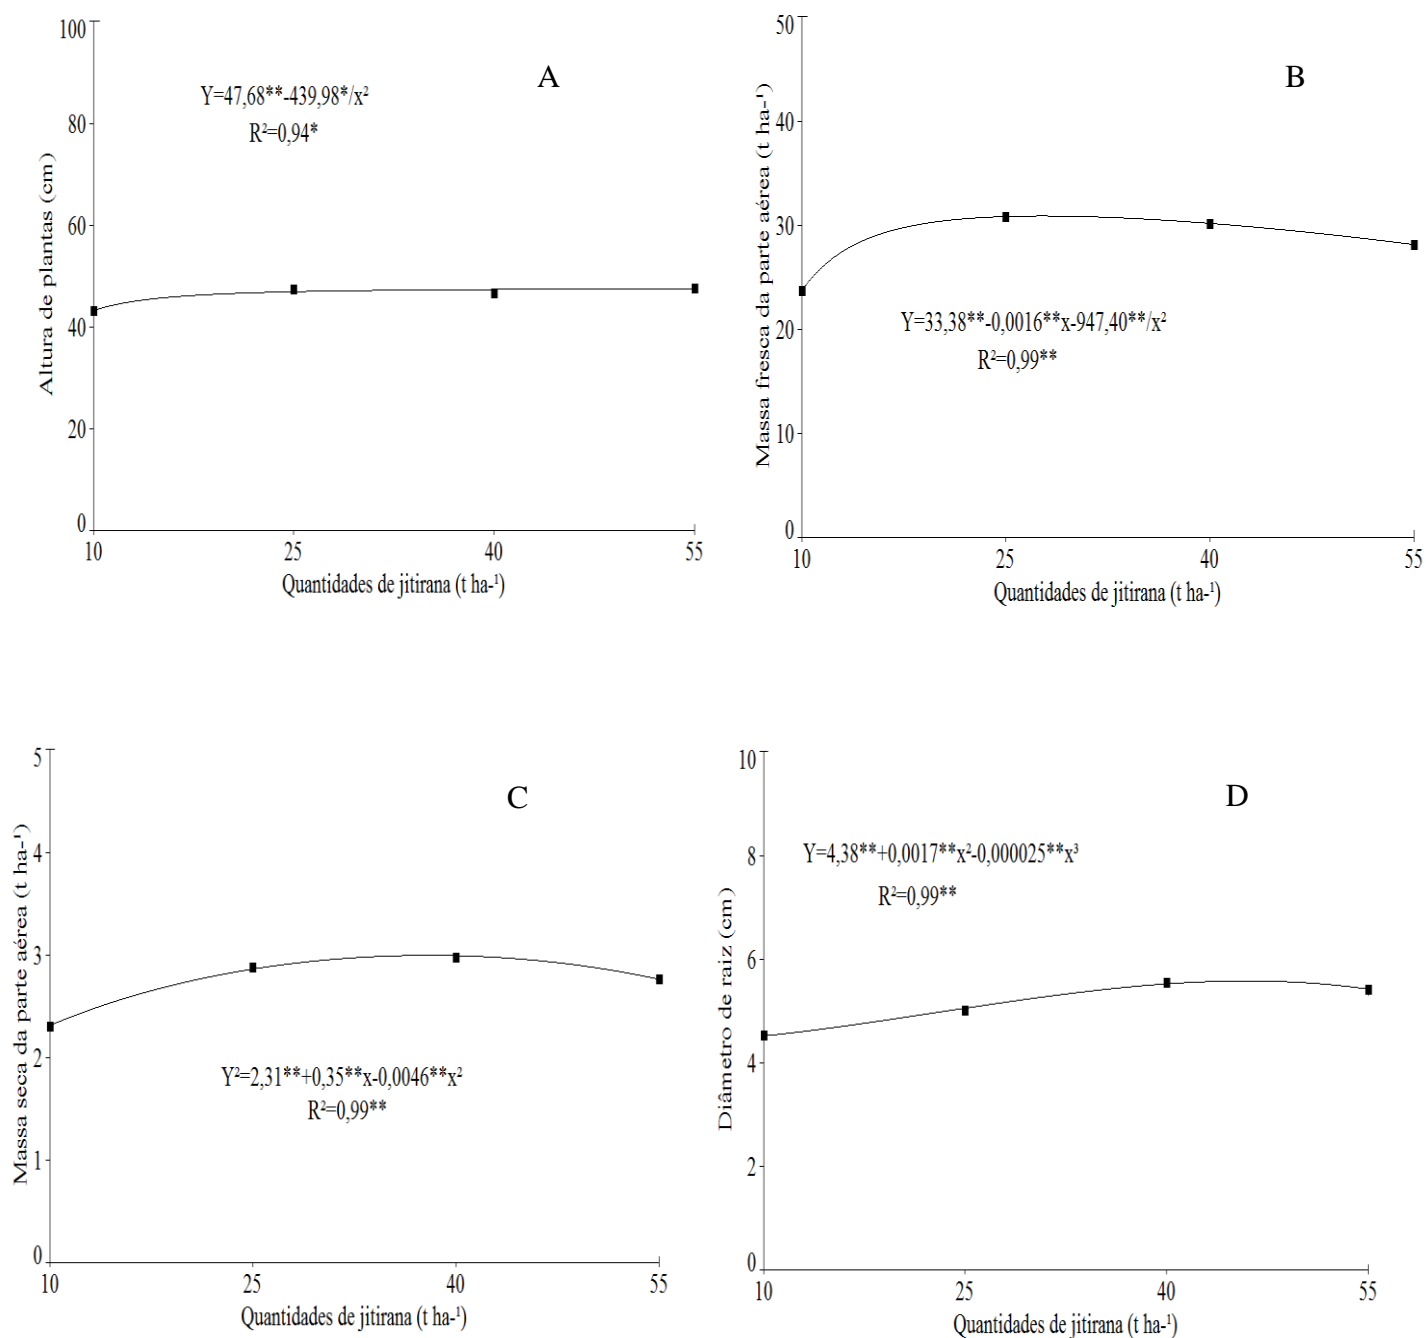 A
Y=47,68**-439,98*/x²
R²=0,94*
Altura de plantas (cm)
100
80
60
40
20
0
10 25 40 55
Quantidades de jitirana (t ha-¹)
B
Y=33,38**-0,0016**x-947,40**/x²
R²=0,99**
Massa fresca da parte aérea (t ha-¹)
50
40
30
20
10
0
10 25 40 55
Quantidades de jitirana (t ha-¹)
C
Y²=2,31**+0,35**x-0,0046**x²
R²=0,99**
Massa seca da parte aérea (t ha-¹)
5
4
3
2
1
0
10 25 40 55
Quantidades de jitirana (t ha-¹)
D
Y=4,38**+0,0017**x²-0,000025**x³
R²=0,99**
Diâmetro de raiz (cm)
10
8
6
4
2
0
10 25 40 55
Quantidades de jitirana (t ha-¹)